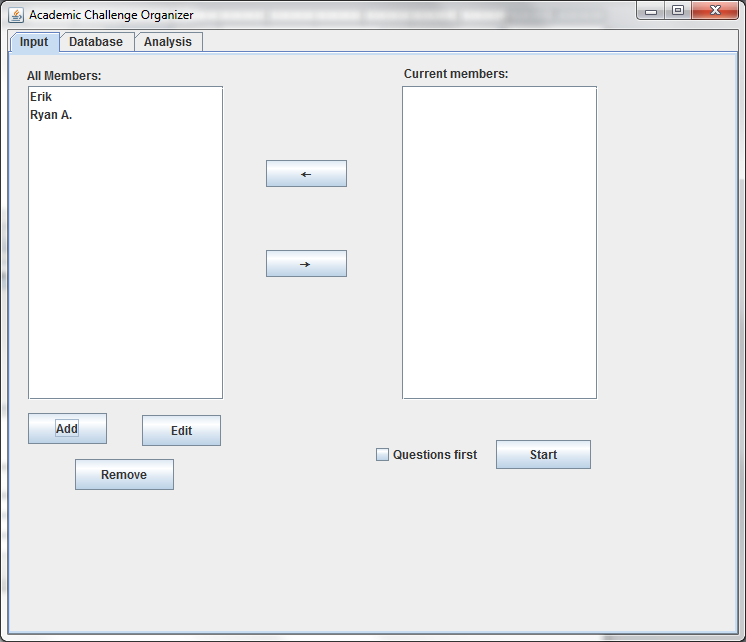 Academic Challenge Organizer
Input Database Analysis
All Members:
Current members:
Erik
Ryan A.
←
→
Add
Edit
Remove
Questions first
Start